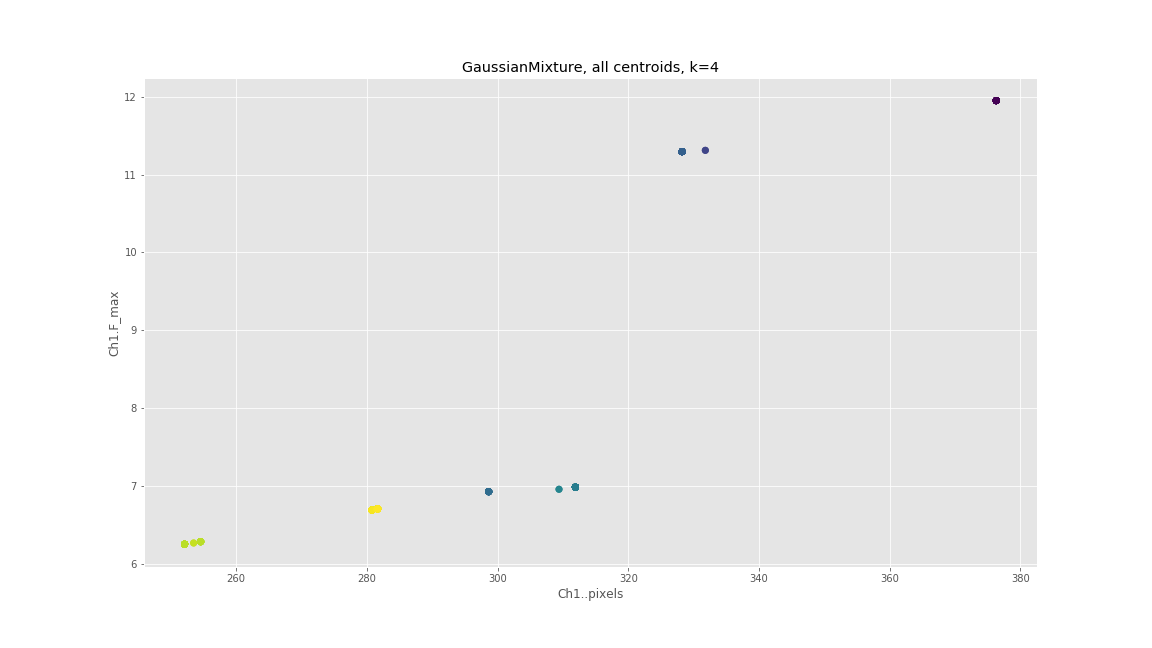 GaussianMixture, all centroids, k=4
12
11
10
9
8
7
6
Ch1.F_max
260 280 300 320 340 360 380
Ch1..pixels